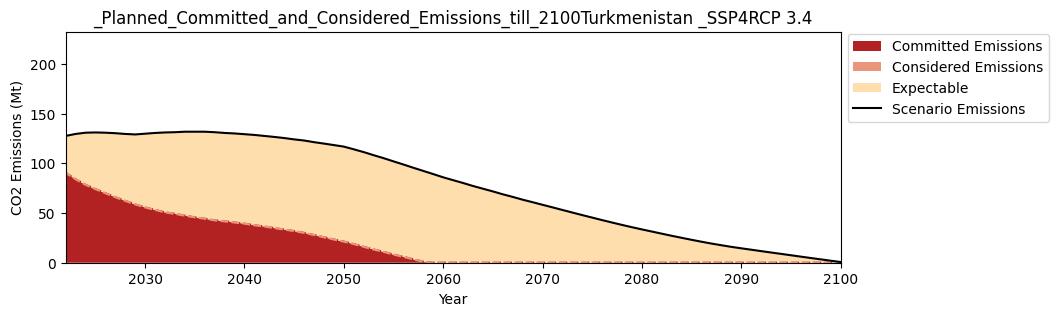 _Planned_Committed_and_Considered_Emissions_till_2100Turkmenistan _SSP4RCP 3.4
Committed Emissions
Considered Emissions
Expectable
Scenario Emissions
CO2 Emissions (Mt)
200
150
100
50
0
2030 2040 2050 2060 2070 2080 2090 2100
Year